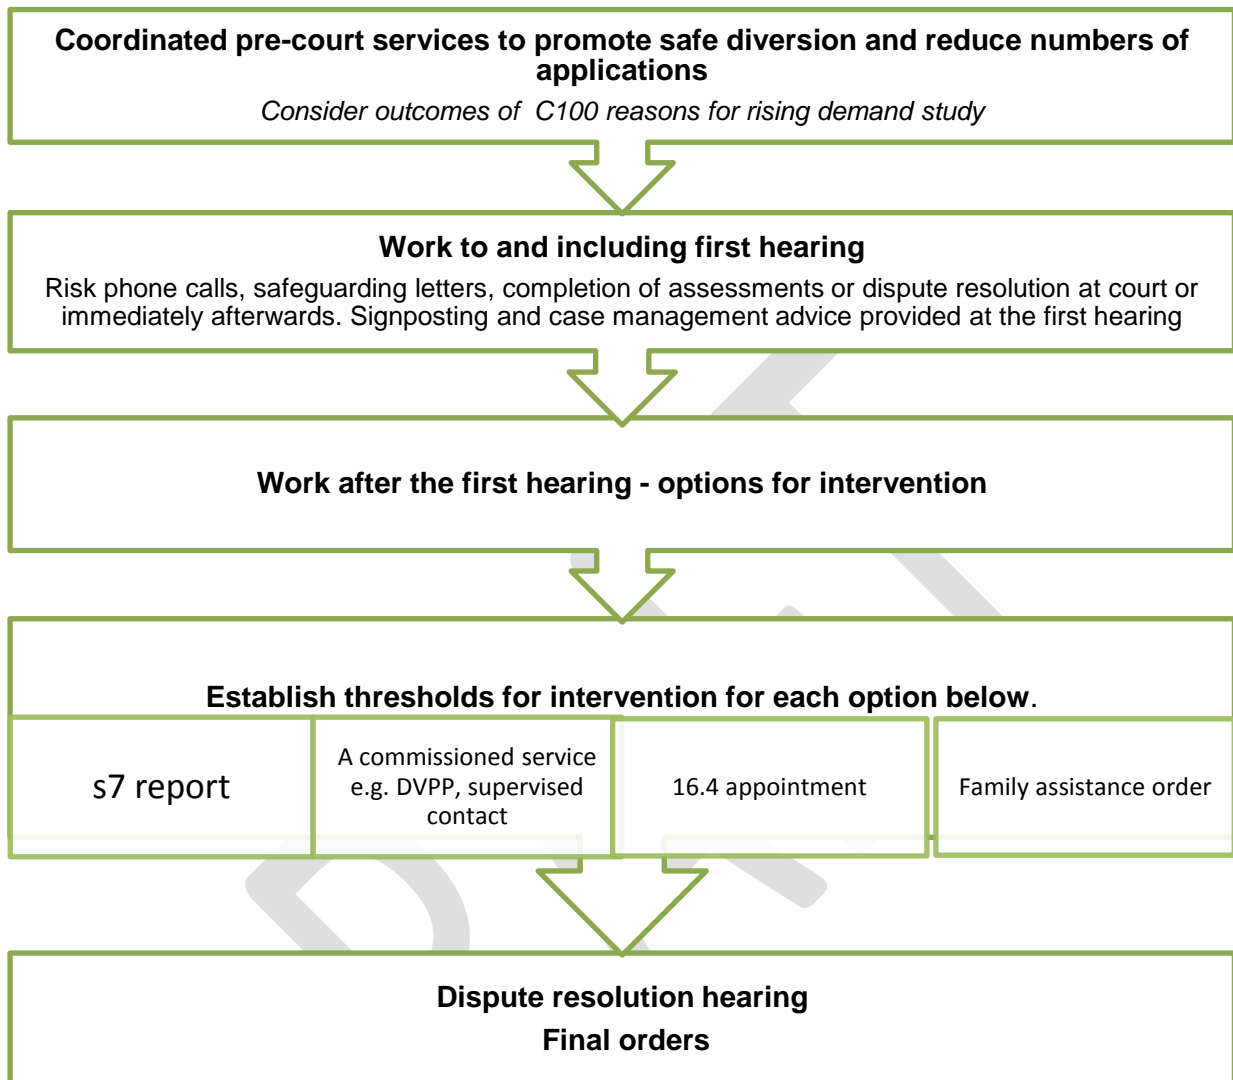 Coordinated pre-court services to promote safe diversion and reduce numbers of
applications
Consider outcomes of C100 reasons for rising demand study
Work to and including first hearing
Risk phone calls, safeguarding letters, completion of assessments or dispute resolution at court or
immediately afterwards. Signposting and case management advice provided at the first hearing
Work after the first hearing - options for intervention
Establish thresholds for intervention for each option below.
s7 report
A commissioned service
e.g. DVPP, supervised
contact
16.4 appointment
Family assistance order
Dispute resolution hearing
Final orders